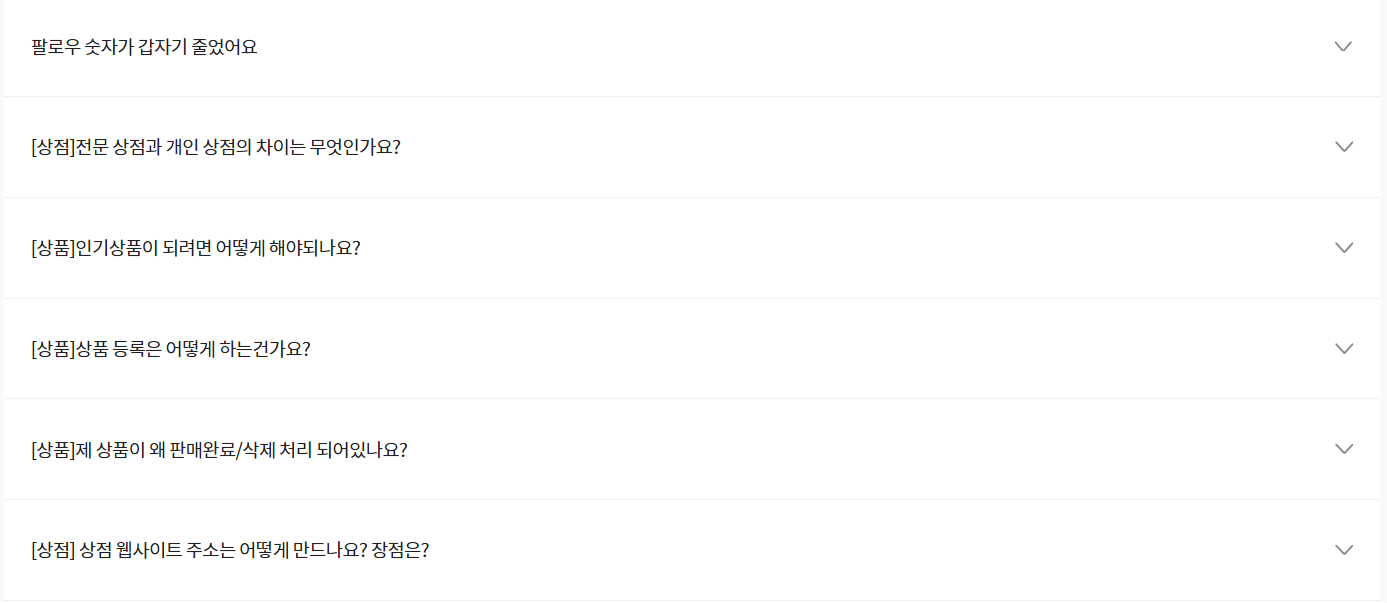 팔로우 숫자가 갑자기 줄었어요
[상점]전문 상점과 개인 상점의 차이는 무엇인가요?
[상품]인기상품이 되려면 어떻게 해야되나요?
[상품]상품 등록은 어떻게 하는건가요?
[상품]제 상품이 왜 판매완료/삭제 처리 되어있나요?
[상점] 상점 웹사이트 주소는 어떻게 만드나요? 장점은?